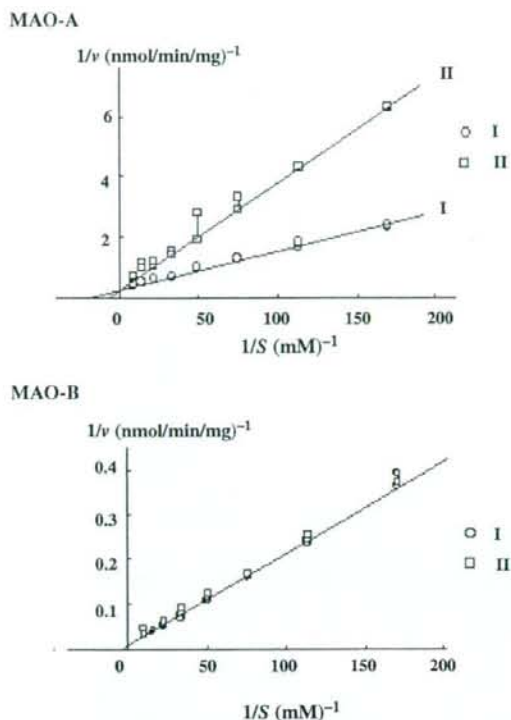 MAO-A
1/v (nmol/min/mg)⁻¹
II
6
I
II
4
I
2
0 50 100 150 200
1/S (mM)⁻¹
MAO-B
1/v (nmol/min/mg)⁻¹
0.4
0.3
I
II
0.2
0.1
0 50 100 150 200
1/S (mM)⁻¹